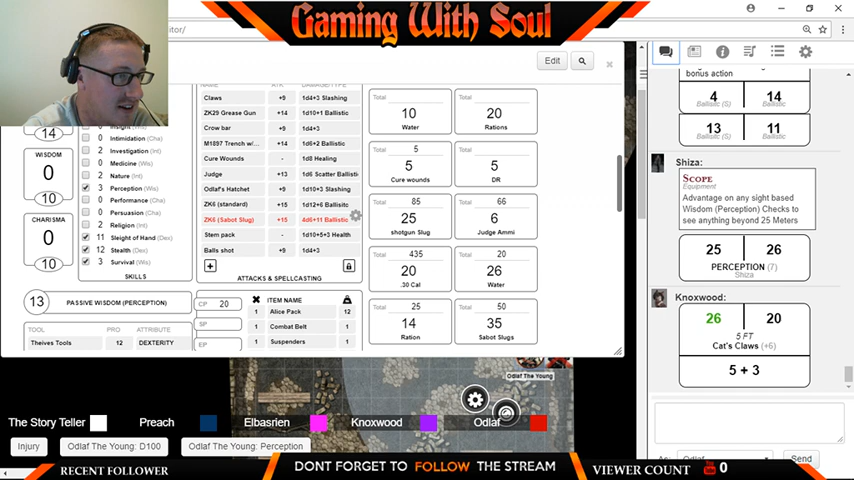 Gaming With Soul
itor/
Edit
14
WISDOM
0
10
CHARISMA
0
10
0 Intimidation (Cha)
2 Investigation (Int)
0 Medicine (Wis)
2 Nature (Int)
3 Perception (Wis)
0 Performance (Cha)
0 Persuasion (Cha)
2 Religion (Int)
11 Sleight of Hand (Dex)
12 Stealth (Dex)
3 Survival (Wis)
SKILLS
NAME ATK DAMAGE/TYPE
Claws +9 1d4+3 Slashing
ZK29 Grease Gun +14 1d10+1 Ballistic
Crow bar +9 1d4+3
M1897 Trench w/... +14 1d6+2 Ballistic
Cure Wounds - 1d8 Healing
Judge +13 1d6 Scatter Ballistic
Odlaf's Hatchet +9 1d10+3 Slashing
ZK6 (standard) +15 1d12+6 Ballisitc
ZK6 (Sabot Slug) +15 4d6+11 Ballistic
Stem pack - 1d10+5+3 Health
Balls shot +9 1d4+3
ATTACKS & SPELLCASTING
Total
10
Water
Total
20
Rations
Total 5
5
Cure wounds
Total
5
DR
Total 85
25
shotgun Slug
Total 66
6
Judge Ammi
Total 435
20
.30 Cal
Total 20
26
Water
Total 25
14
Ration
Total 50
35
Sabot Slugs
13 PASSIVE WISDOM (PERCEPTION)
TOOL PRO ATTRIBUTE
Theives Tools 12 DEXTERITY
CP 20
SP
EP
ITEM NAME
1 Alice Pack 12
1 Combat Belt 1
1 Suspenders 1
bonus action
4 14
Ballistic (S) Ballistic
13 11
Ballistic (S) Ballistic
Shiza:
SCOPE
Equipment
Advantage on any sight based
Wisdom (Perception) Checks to
see anything beyond 25 Meters
25 26
PERCEPTION (7)
Shiza
Knoxwood:
26 20
5 FT
Cat's Claws (+6)
5 + 3
Odlaf The Young
The Story Teller
Preach
Elbasrien
Knoxwood
Odlaf
Injury
Odlaf The Young: D100
Odlaf The Young: Perception
As: Odlaf
Send
RECENT FOLLOWER
DONT FORGET TO FOLLOW THE STREAM
VIEWER COUNT 0